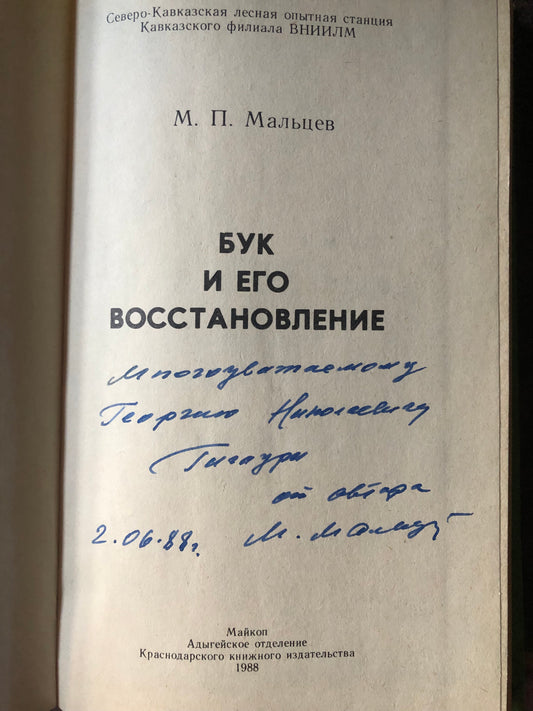 Северо-Кавказская лесная опытная станция
Кавказского филиала ВНИИЛМ
М. П. Мальцев
БУК
И ЕГО
ВОССТАНОВЛЕНИЕ
Многоуважаемому
Георгию Николаевичу
Гигаури
от автора
2.06.88г. М. Мальцев
Майкоп
Адыгейское отделение
Краснодарского книжного издательства
1988